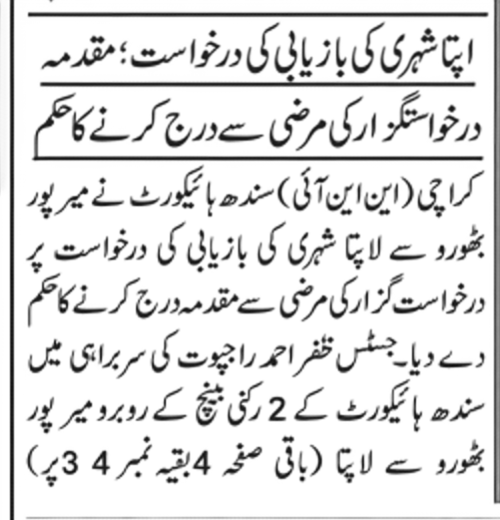 اپتا شہری کی بازیابی کی درخواست؛ مقدمہ
درخواستگزار کی مرضی سے درج کرنے کا حکم
کراچی (این این آئی) سندھ ہائیکورٹ نے میر پور
بٹھورو سے لاپتا شہری کی بازیابی کی درخواست پر
درخواست گزار کی مرضی سے مقدمہ درج کرنے کا حکم
دے دیا۔ جسٹس ظفر احمد راجپوت کی سربراہی میں
سندھ ہائیکورٹ کے 2 رکنی بینچ کے روبرو میر پور
بٹھورو سے لاپتا (باقی صفحہ 4 بقیہ نمبر 4 3 پر)